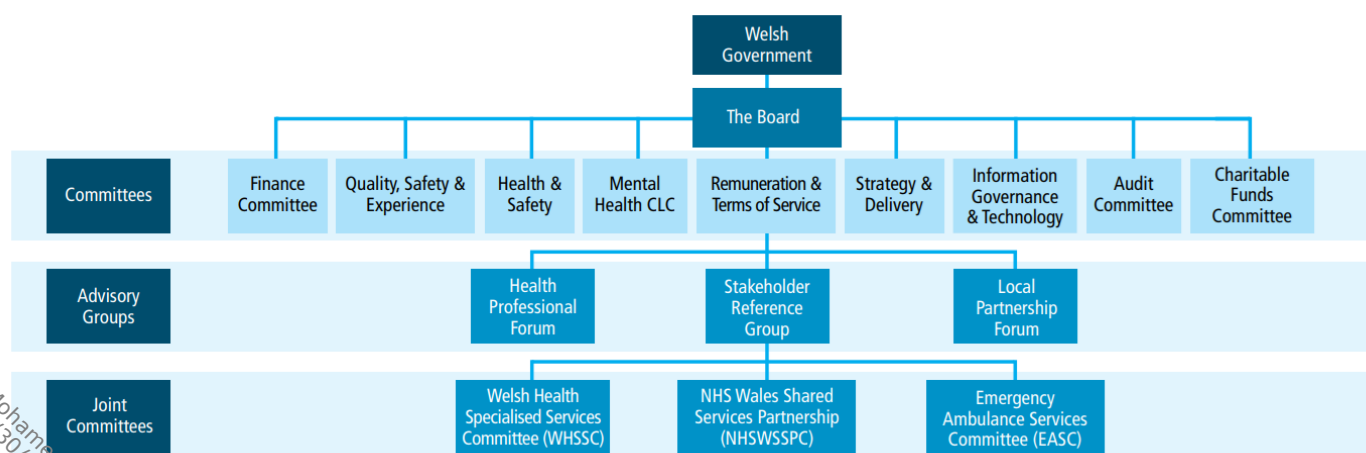 Welsh
Government
The Board
Committees
Finance
Committee
Quality, Safety &
Experience
Health &
Safety
Mental
Health CLC
Remuneration &
Terms of Service
Strategy &
Delivery
Information
Governance
& Technology
Audit
Committee
Charitable
Funds
Committee
Advisory
Groups
Health
Professional
Forum
Stakeholder
Reference
Group
Local
Partnership
Forum
Joint
Committees
Welsh Health
Specialised Services
Committee (WHSSC)
NHS Wales Shared
Services Partnership
(NHSWSSPC)
Emergency
Ambulance Services
Committee (EASC)